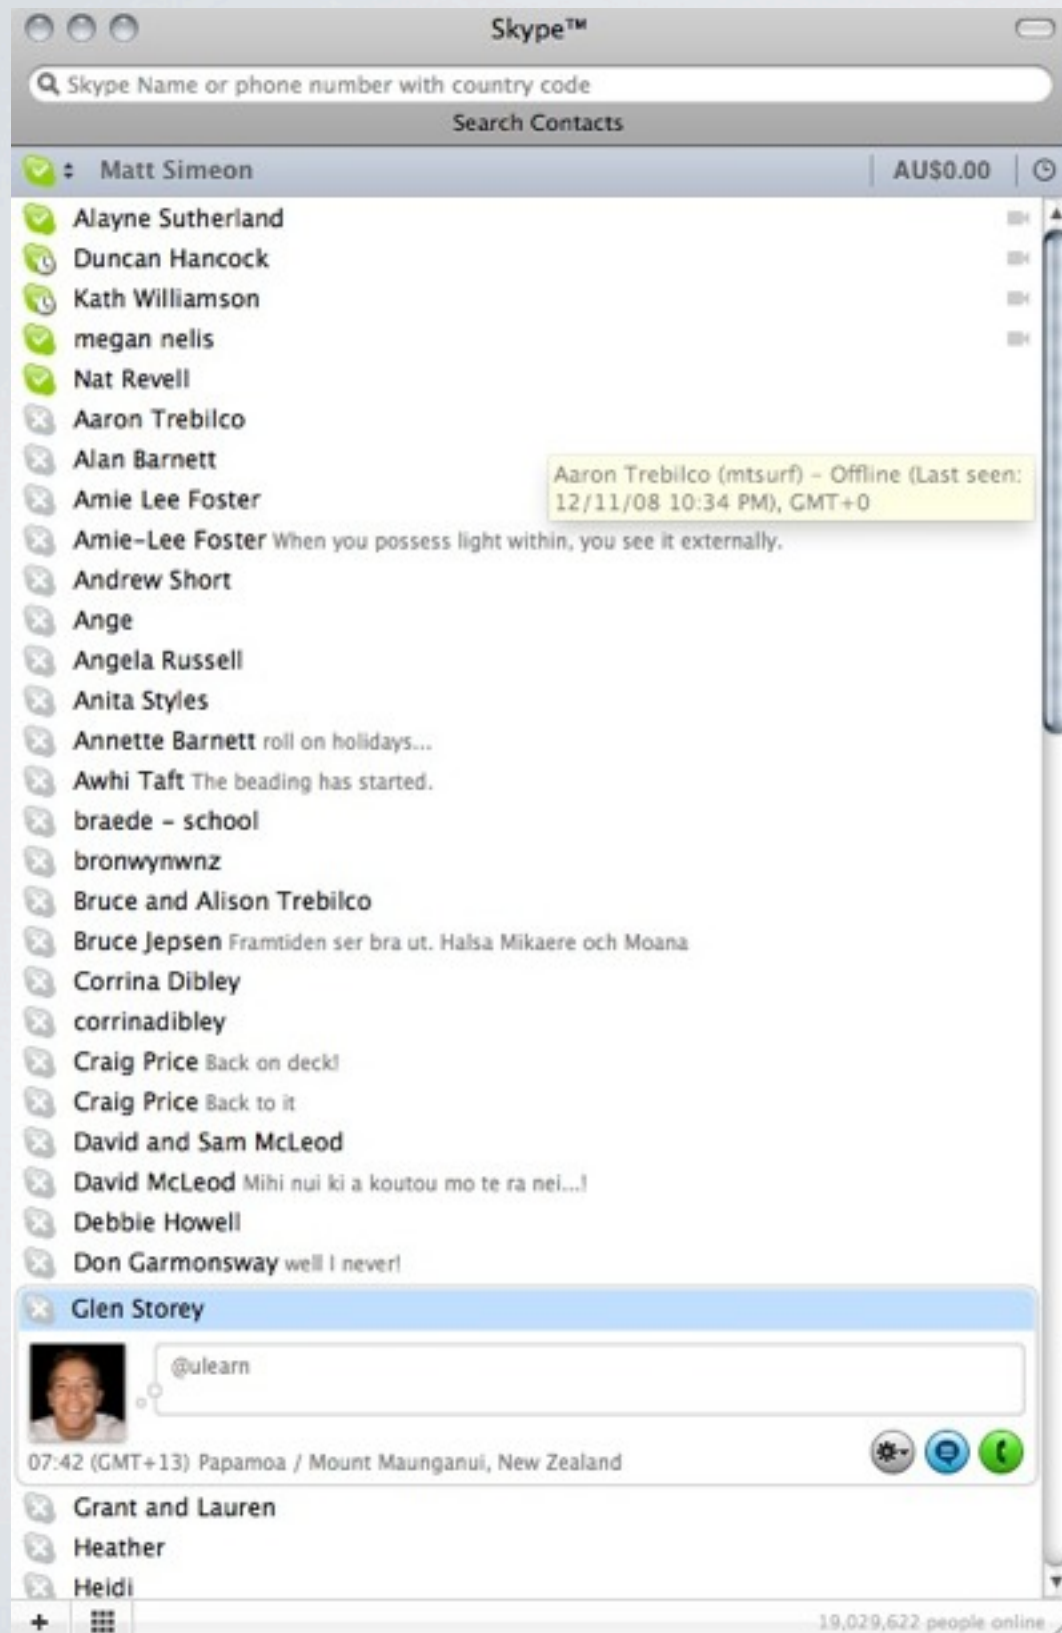 Skype™
Skype Name or phone number with country code
Search Contacts
Matt Simeon AU$0.00
Alayne Sutherland
Duncan Hancock
Kath Williamson
megan nelis
Nat Revell
Aaron Trebilco
Alan Barnett
Aaron Trebilco (mtsurf) – Offline (Last seen:
12/11/08 10:34 PM), GMT+0
Amie Lee Foster
Amie-Lee Foster When you possess light within, you see it externally.
Andrew Short
Ange
Angela Russell
Anita Styles
Annette Barnett roll on holidays...
Awhi Taft The beading has started.
braede – school
bronwynwnz
Bruce and Alison Trebilco
Bruce Jepsen Framtiden ser bra ut. Halsa Mikaere och Moana
Corrina Dibley
corrinadibley
Craig Price Back on deck!
Craig Price Back to it
David and Sam McLeod
David McLeod Mihi nui ki a koutou mo te ra nei...!
Debbie Howell
Don Garmonsway well I never!
Glen Storey
@ulearn
07:42 (GMT+13) Papamoa / Mount Maunganui, New Zealand
Grant and Lauren
Heather
Heidi
19,029,622 people online